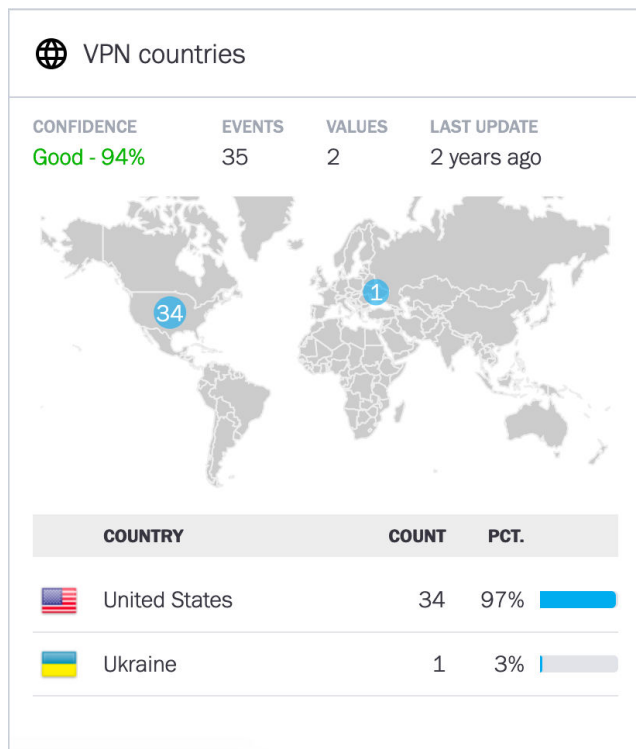 VPN countries
CONFIDENCE EVENTS VALUES LAST UPDATE
Good - 94% 35 2 2 years ago
34
1
COUNTRY COUNT PCT.
United States 34 97%
Ukraine 1 3%